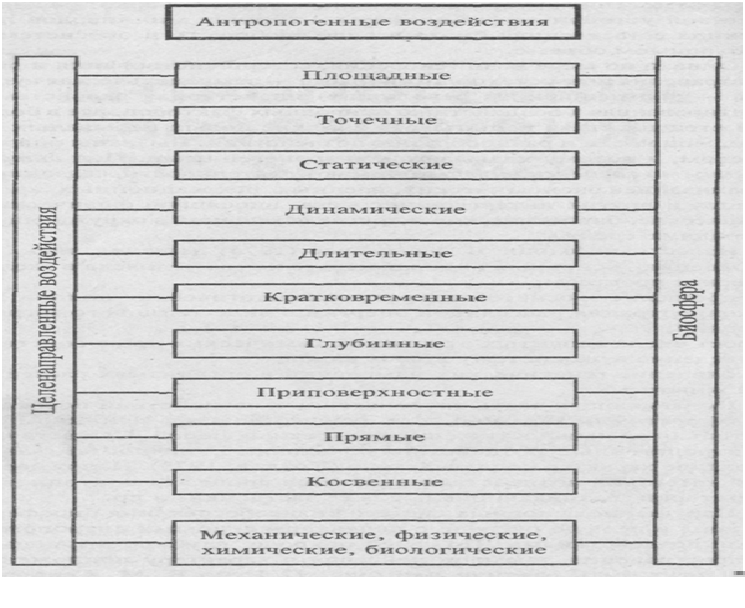 Антропогенные воздействия
Целенаправленные воздействия
Площадные
Точечные
Статические
Динамические
Длительные
Кратковременные
Глубинные
Приповерхностные
Прямые
Косвенные
Механические, физические,
химические, биологические
Биосфера